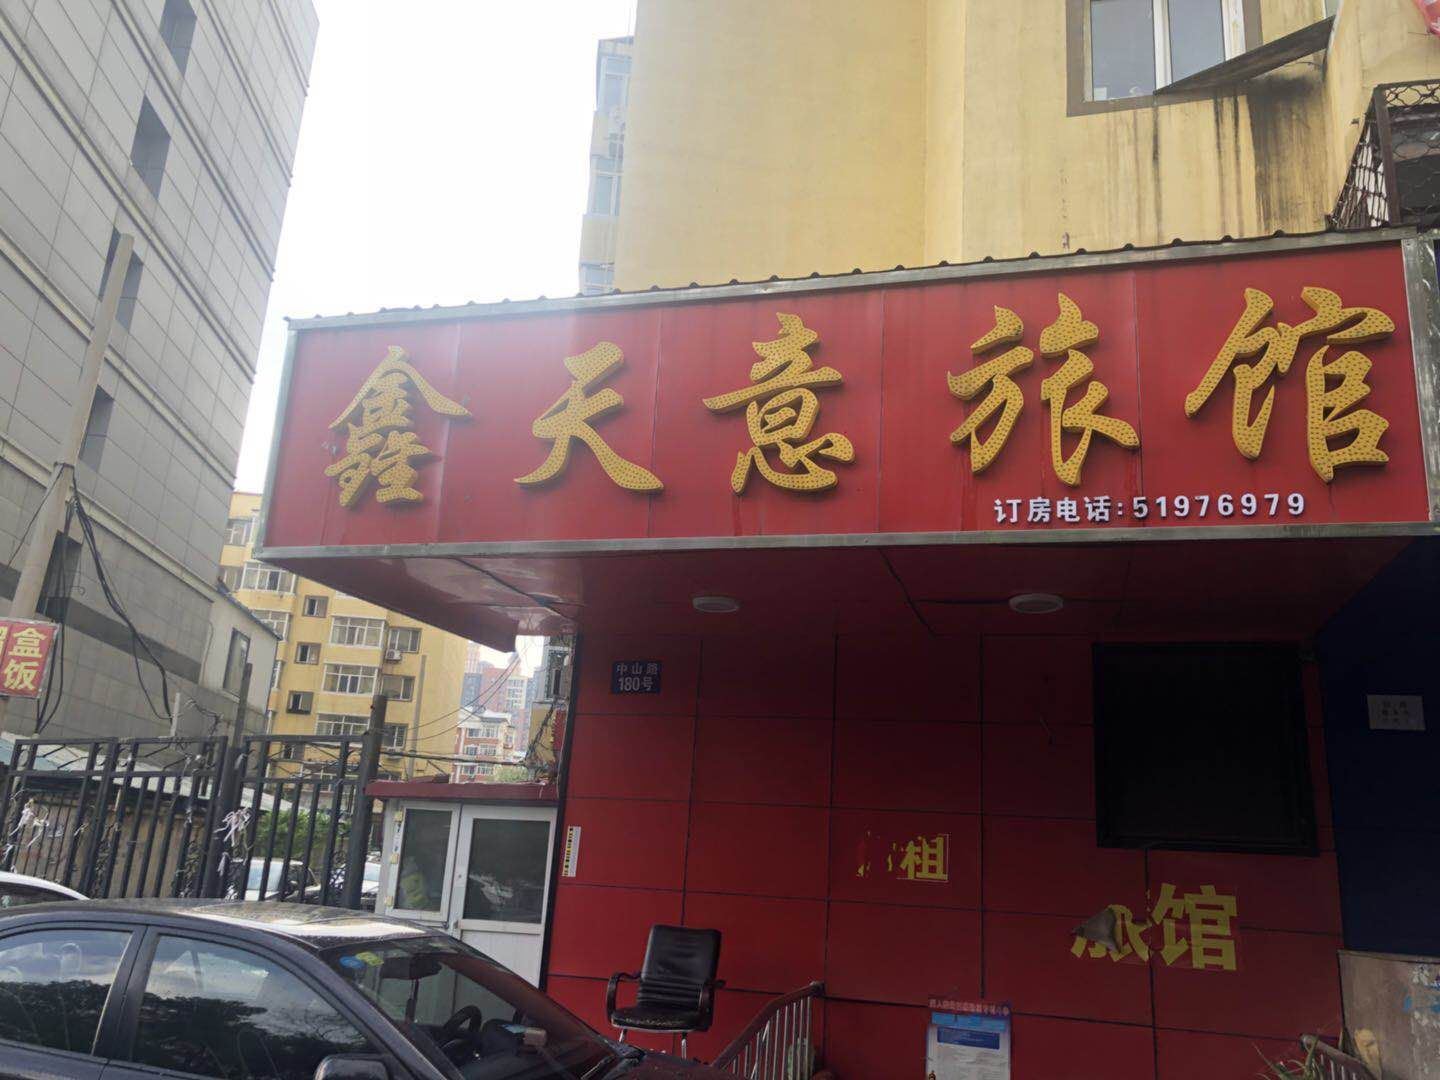 鑫天意旅馆
订房电话:51976979
中山路
180号
盒
饭
租
旅馆